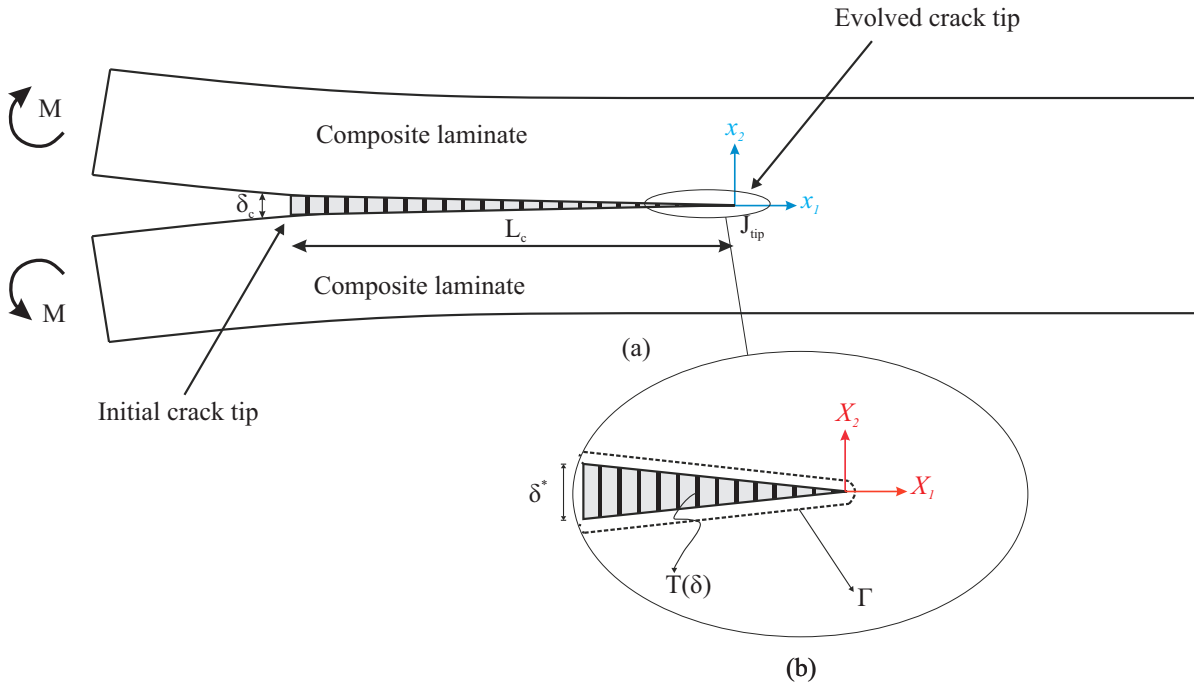 Evolved crack tip
M
Composite laminate
x₂
δc
x₁
Jtip
Lc
Composite laminate
M
(a)
Initial crack tip
X₂
δ*
X₁
T(δ)
Γ
(b)